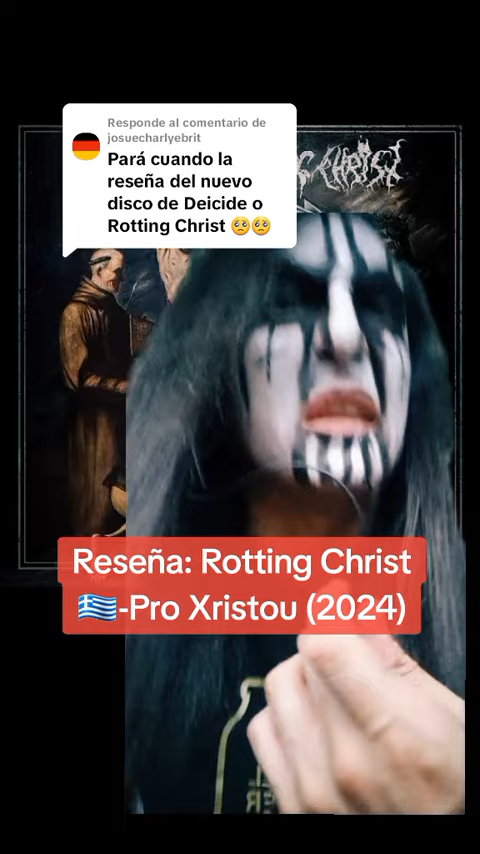 Responde al comentario de
josuecharlyebrit
Pará cuando la
reseña del nuevo
disco de Deicide o
Rotting Christ 🥺🥺
CHRIST
Reseña: Rotting Christ
🇬🇷-Pro Xristou (2024)